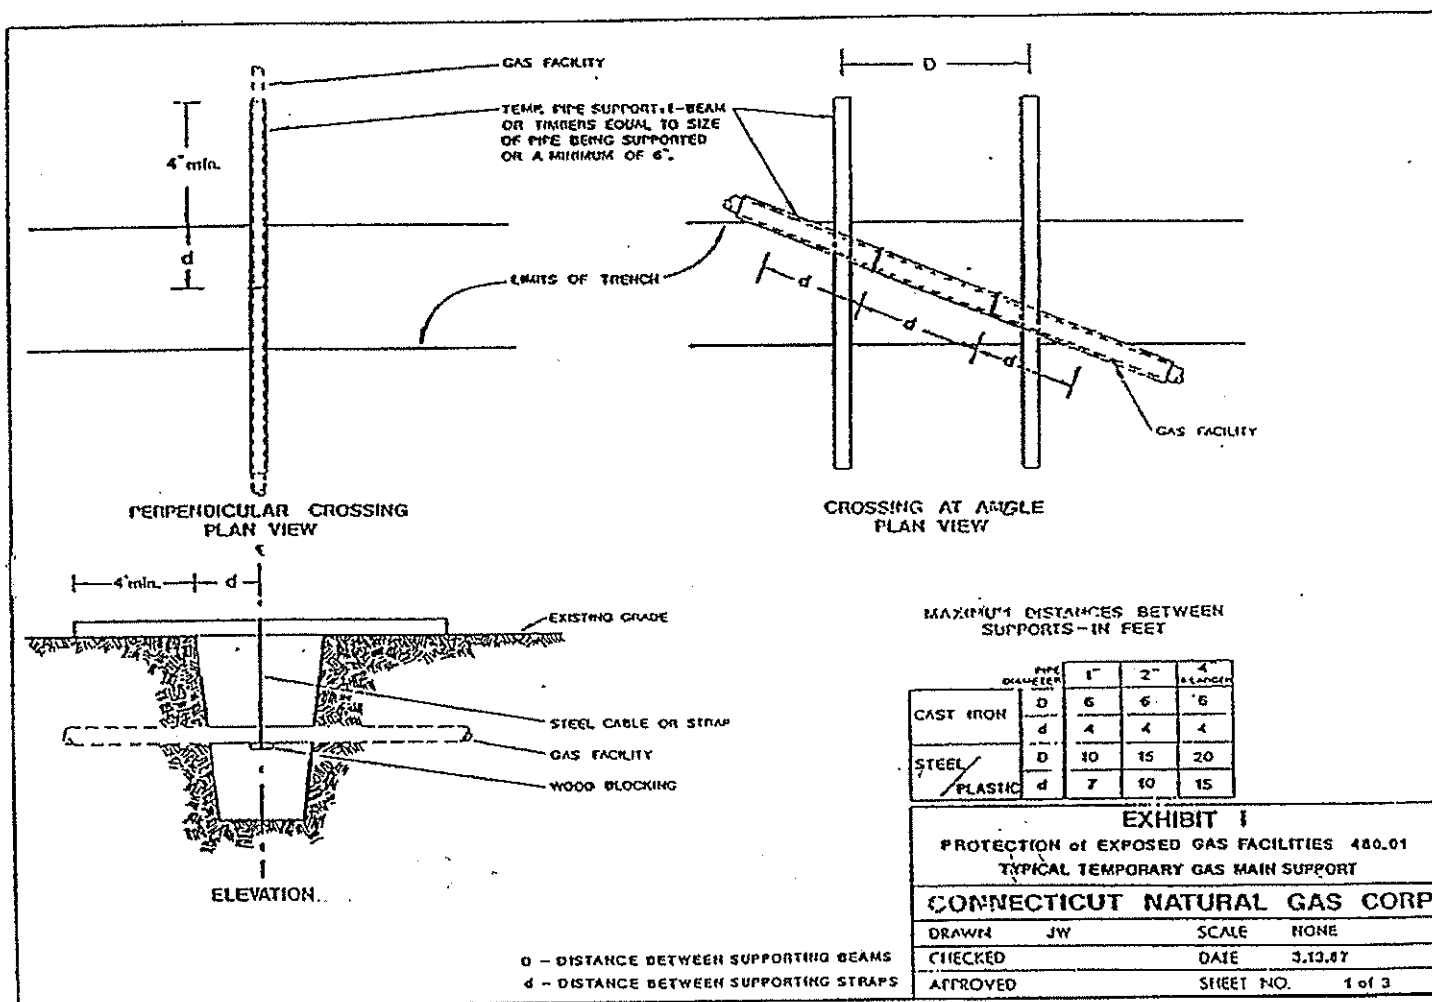 GAS FACILITY
D
TEMP. PIPE SUPPORT: I-BEAM
OR TIMBERS EQUAL TO SIZE
OF PIPE BEING SUPPORTED
OR A MINIMUM OF 6".
4' min.
d
LIMITS OF TRENCH
d
d
d
GAS FACILITY
PERPENDICULAR CROSSING
PLAN VIEW
CROSSING AT ANGLE
PLAN VIEW
4' min.
d
EXISTING GRADE
STEEL CABLE OR STRAP
GAS FACILITY
WOOD BLOCKING
ELEVATION
MAXIMUM DISTANCES BETWEEN
SUPPORTS-IN FEET
PIPE DIAMETER 1" 2" 4" & LARGER
CAST IRON D 6 6 6
d 4 4 4
STEEL / PLASTIC D 10 15 20
d 7 10 15
EXHIBIT 1
PROTECTION of EXPOSED GAS FACILITIES 480.01
TYPICAL TEMPORARY GAS MAIN SUPPORT
CONNECTICUT NATURAL GAS CORP
DRAWN JW SCALE NONE
CHECKED DATE 3.13.87
APPROVED SHEET NO. 1 of 3
D - DISTANCE BETWEEN SUPPORTING BEAMS
d - DISTANCE BETWEEN SUPPORTING STRAPS